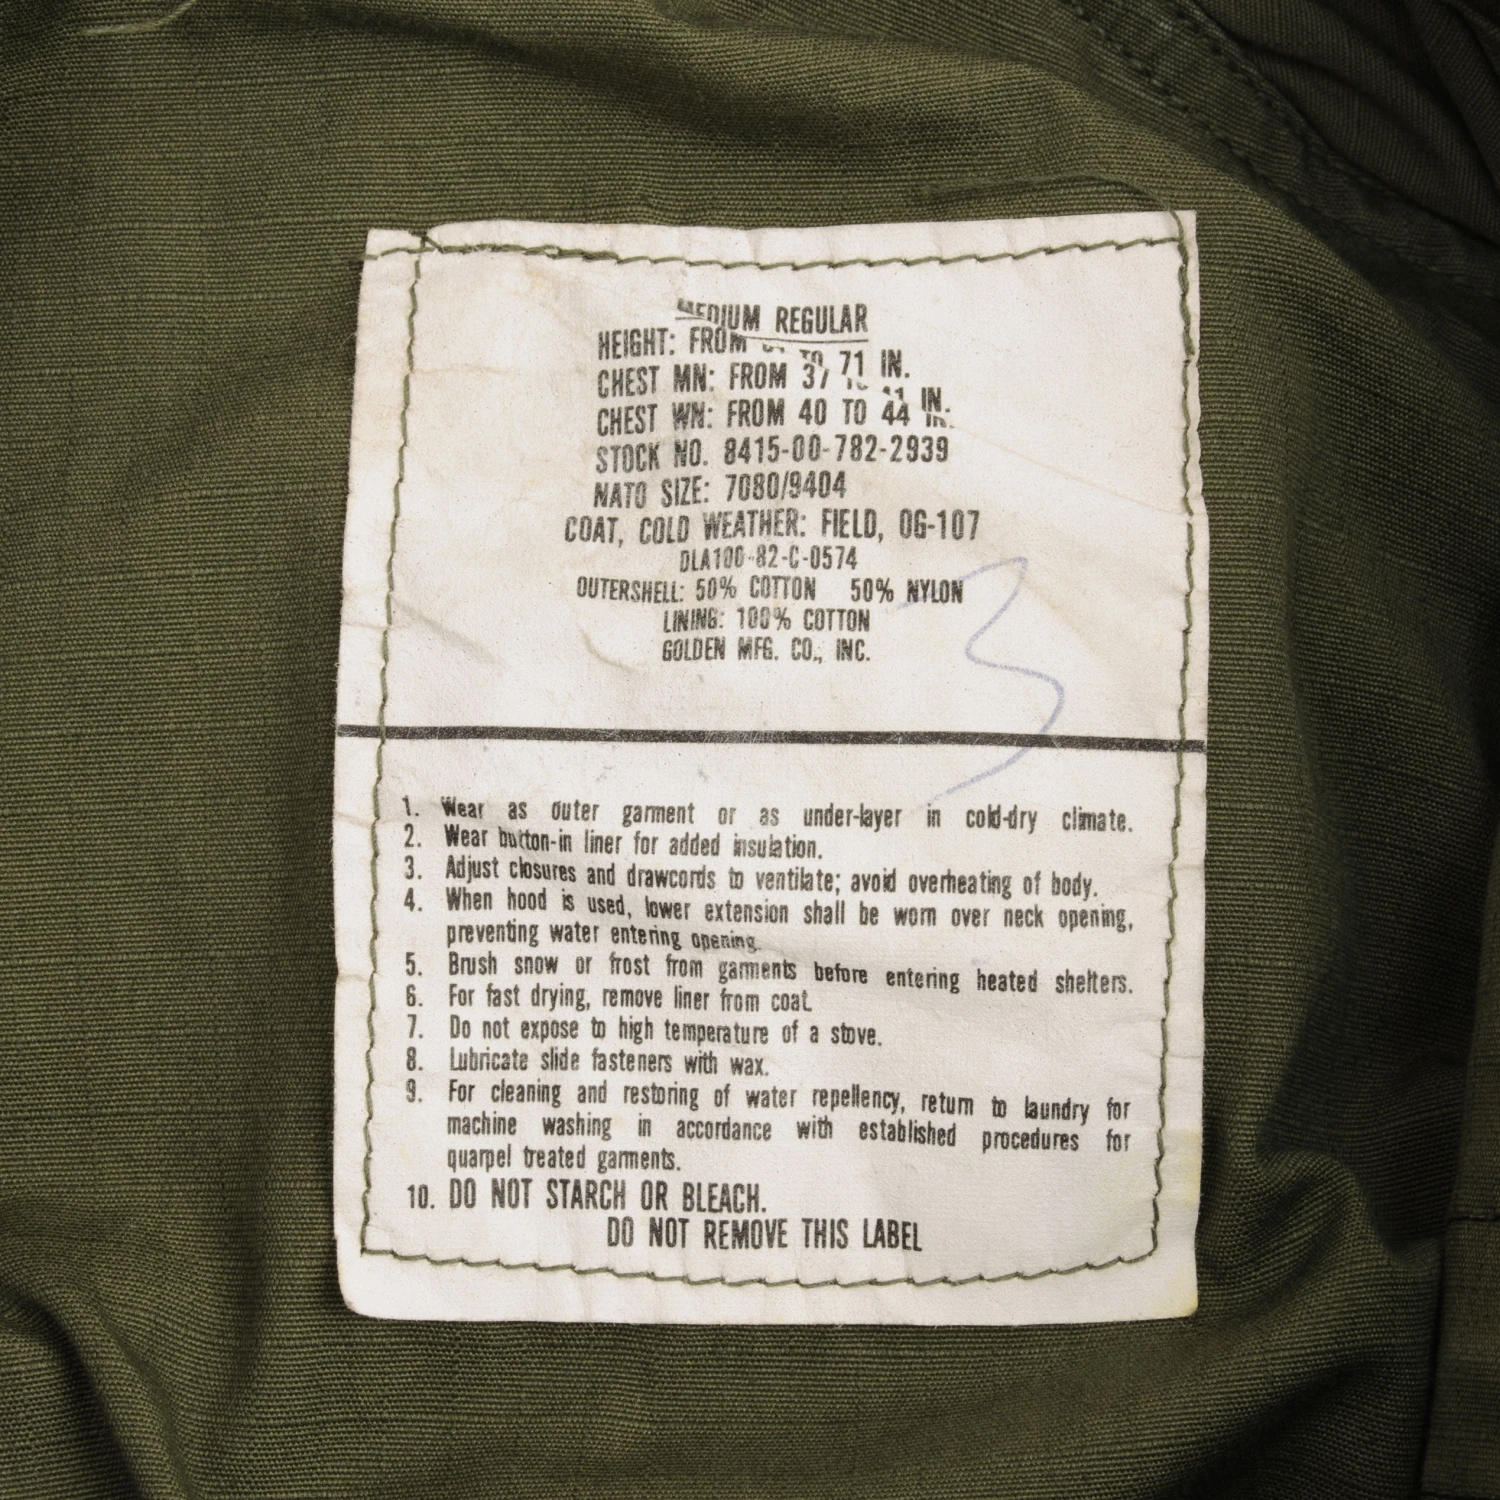 MEDIUM REGULAR
HEIGHT: FROM TO 71 IN.
CHEST MN: FROM 37 TO 41 IN.
CHEST WN: FROM 40 TO 44 IN.
STOCK NO. 8415-00-782-2939
NATO SIZE: 7080/9404
COAT, COLD WEATHER: FIELD, OG-107
DLA100-82-C-0574
OUTERSHELL: 50% COTTON 50% NYLON
LINING: 100% COTTON
GOLDEN MFG. CO., INC.
3
1. Wear as outer garment or as under-layer in cold-dry climate.
2. Wear button-in liner for added insulation.
3. Adjust closures and drawcords to ventilate; avoid overheating of body.
4. When hood is used, lower extension shall be worn over neck opening,
preventing water entering opening.
5. Brush snow or frost from garments before entering heated shelters.
6. For fast drying, remove liner from coat.
7. Do not expose to high temperature of a stove.
8. Lubricate slide fasteners with wax.
9. For cleaning and restoring of water repellency, return to laundry for
machine washing in accordance with established procedures for
quarpel treated garments.
10. DO NOT STARCH OR BLEACH.
DO NOT REMOVE THIS LABEL